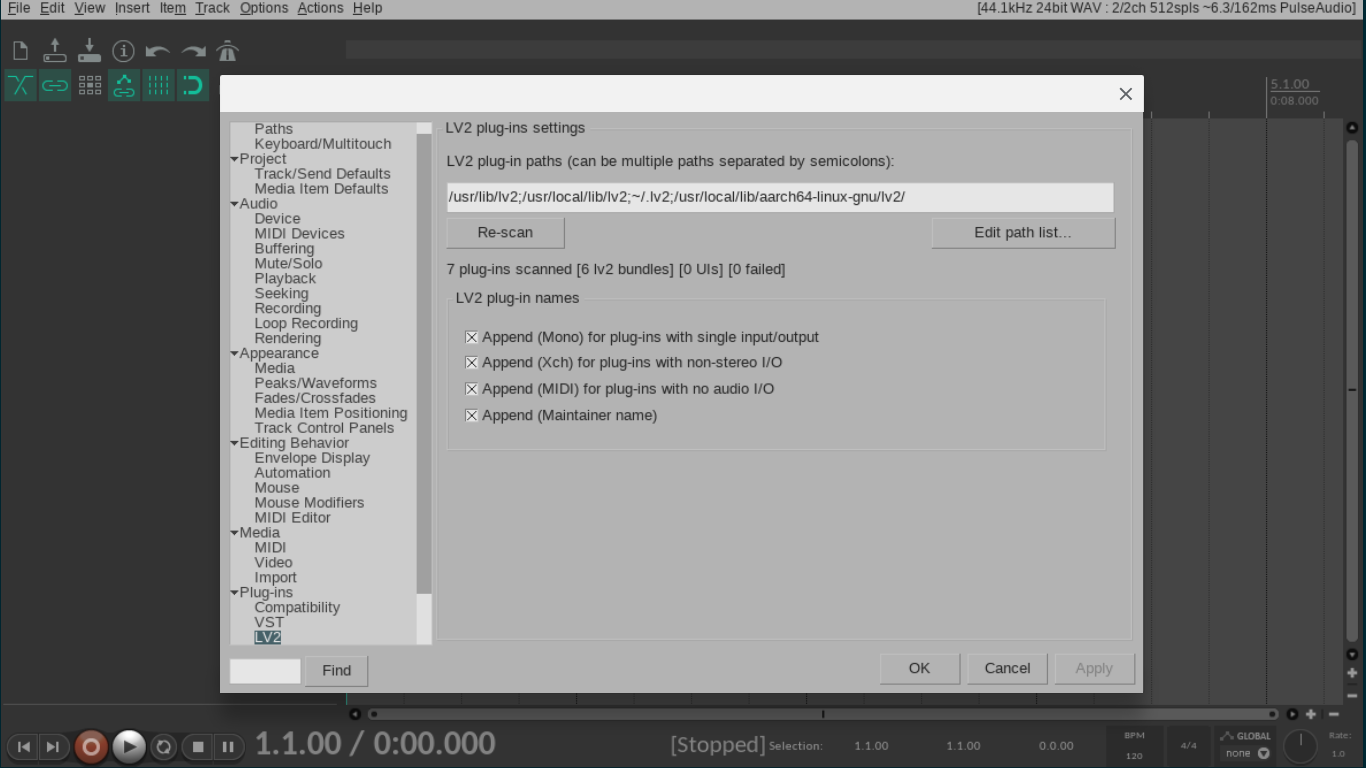 File Edit View Insert Item Track Options Actions Help
[44.1kHz 24bit WAV : 2/2ch 512spls ~6.3/162ms PulseAudio]
5.1.00
0:08.000
Paths
Keyboard/Multitouch
Project
Track/Send Defaults
Media Item Defaults
Audio
Device
MIDI Devices
Buffering
Mute/Solo
Playback
Seeking
Recording
Loop Recording
Rendering
Appearance
Media
Peaks/Waveforms
Fades/Crossfades
Media Item Positioning
Track Control Panels
Editing Behavior
Envelope Display
Automation
Mouse
Mouse Modifiers
MIDI Editor
Media
MIDI
Video
Import
Plug-ins
Compatibility
VST
LV2
Find
LV2 plug-ins settings
LV2 plug-in paths (can be multiple paths separated by semicolons):
/usr/lib/lv2;/usr/local/lib/lv2;~/.lv2;/usr/local/lib/aarch64-linux-gnu/lv2/
Re-scan
Edit path list...
7 plug-ins scanned [6 lv2 bundles] [0 UIs] [0 failed]
LV2 plug-in names
Append (Mono) for plug-ins with single input/output
Append (Xch) for plug-ins with non-stereo I/O
Append (MIDI) for plug-ins with no audio I/O
Append (Maintainer name)
OK
Cancel
Apply
1.1.00 / 0:00.000
[Stopped]
Selection:
1.1.00
1.1.00
0.0.00
BPM
120
4/4
GLOBAL
none
Rate:
1.0